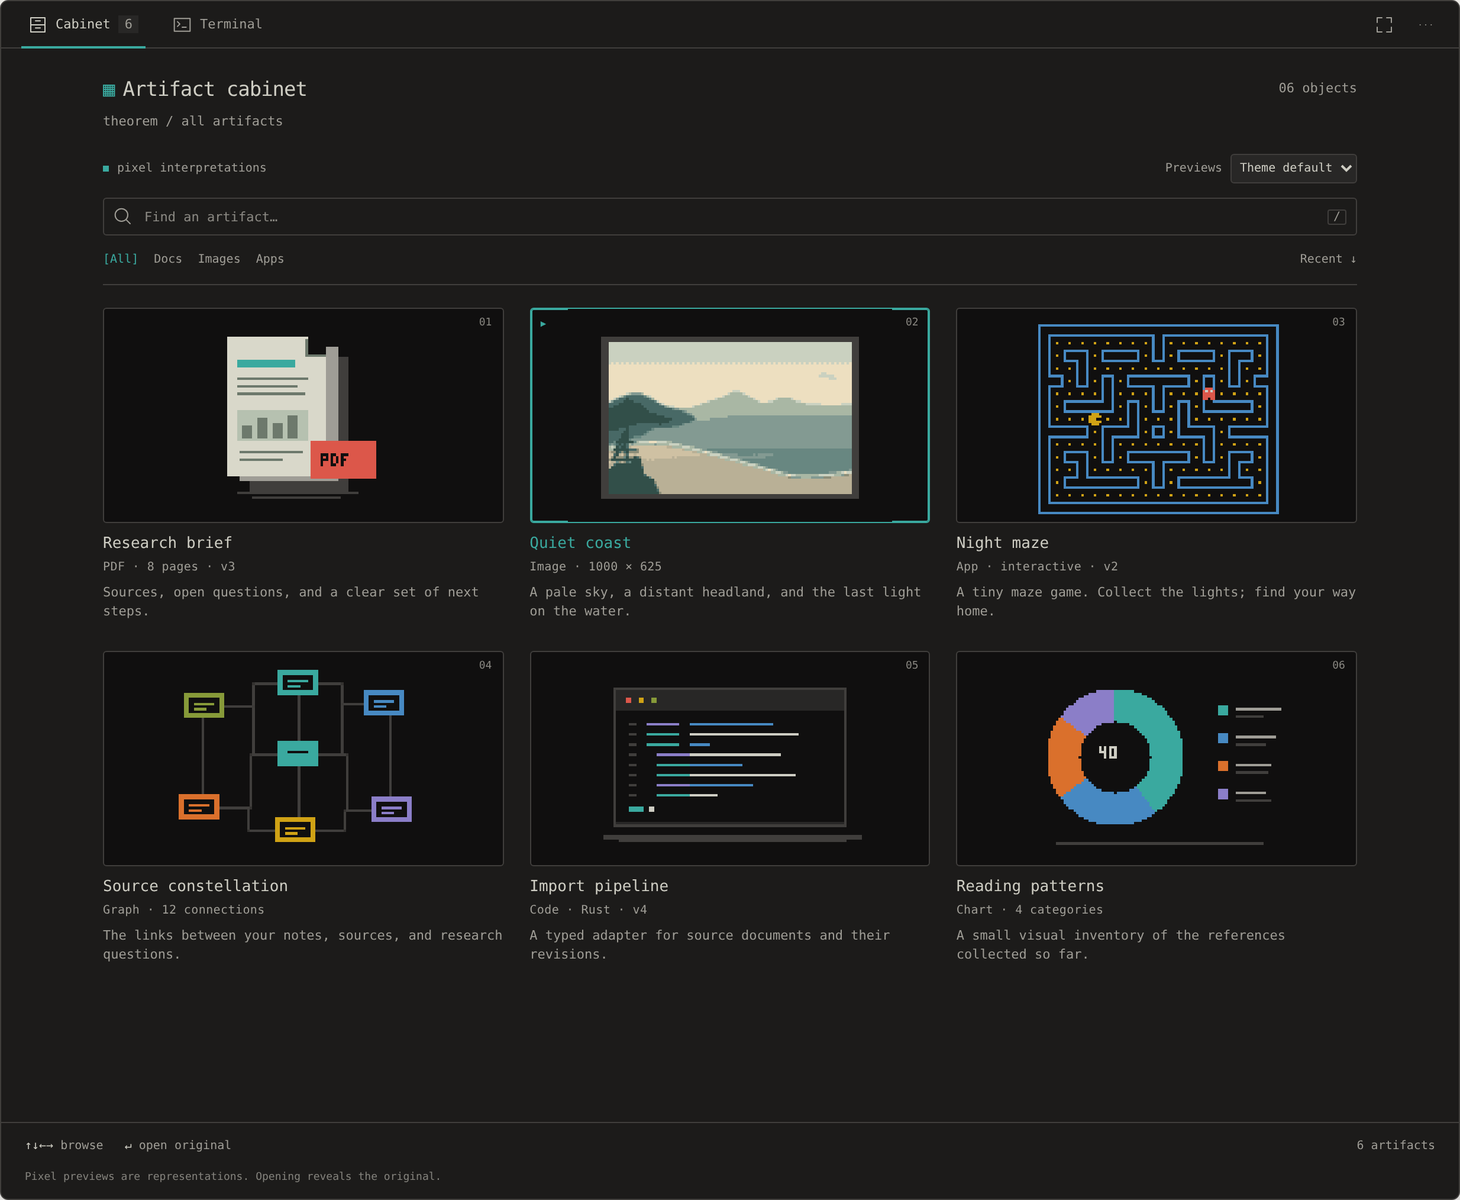 Cabinet 6 Terminal ···
Artifact cabinet 06 objects
theorem / all artifacts
pixel interpretations Previews Theme default
Find an artifact… /
[All] Docs Images Apps Recent ↓
01
PDF
02
03
Research brief
PDF · 8 pages · v3
Sources, open questions, and a clear set of next
steps.
Quiet coast
Image · 1000 × 625
A pale sky, a distant headland, and the last light
on the water.
Night maze
App · interactive · v2
A tiny maze game. Collect the lights; find your way
home.
04
05
06
40
Source constellation
Graph · 12 connections
The links between your notes, sources, and research
questions.
Import pipeline
Code · Rust · v4
A typed adapter for source documents and their
revisions.
Reading patterns
Chart · 4 categories
A small visual inventory of the references
collected so far.
↑↓←→ browse ↵ open original 6 artifacts
Pixel previews are representations. Opening reveals the original.